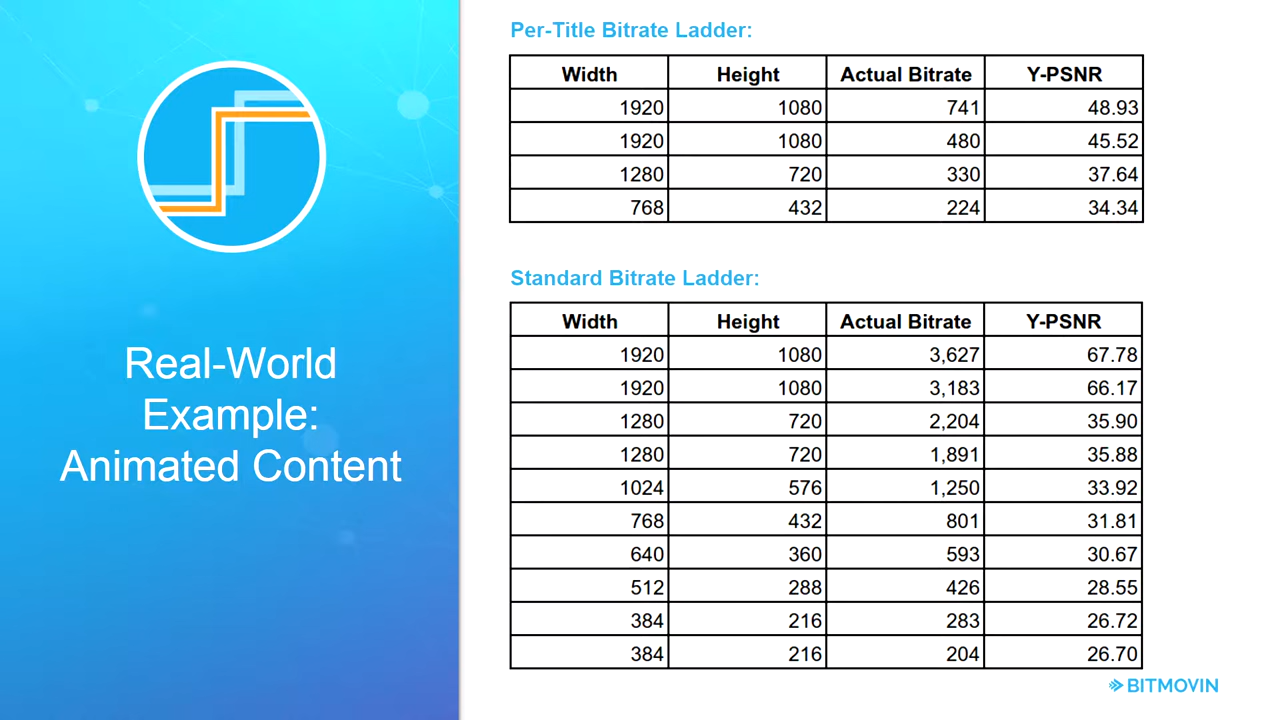 Real-World
Example:
Animated Content
Per-Title Bitrate Ladder:
Width Height Actual Bitrate Y-PSNR
1920 1080 741 48.93
1920 1080 480 45.52
1280 720 330 37.64
768 432 224 34.34
Standard Bitrate Ladder:
Width Height Actual Bitrate Y-PSNR
1920 1080 3,627 67.78
1920 1080 3,183 66.17
1280 720 2,204 35.90
1280 720 1,891 35.88
1024 576 1,250 33.92
768 432 801 31.81
640 360 593 30.67
512 288 426 28.55
384 216 283 26.72
384 216 204 26.70
BITMOVIN